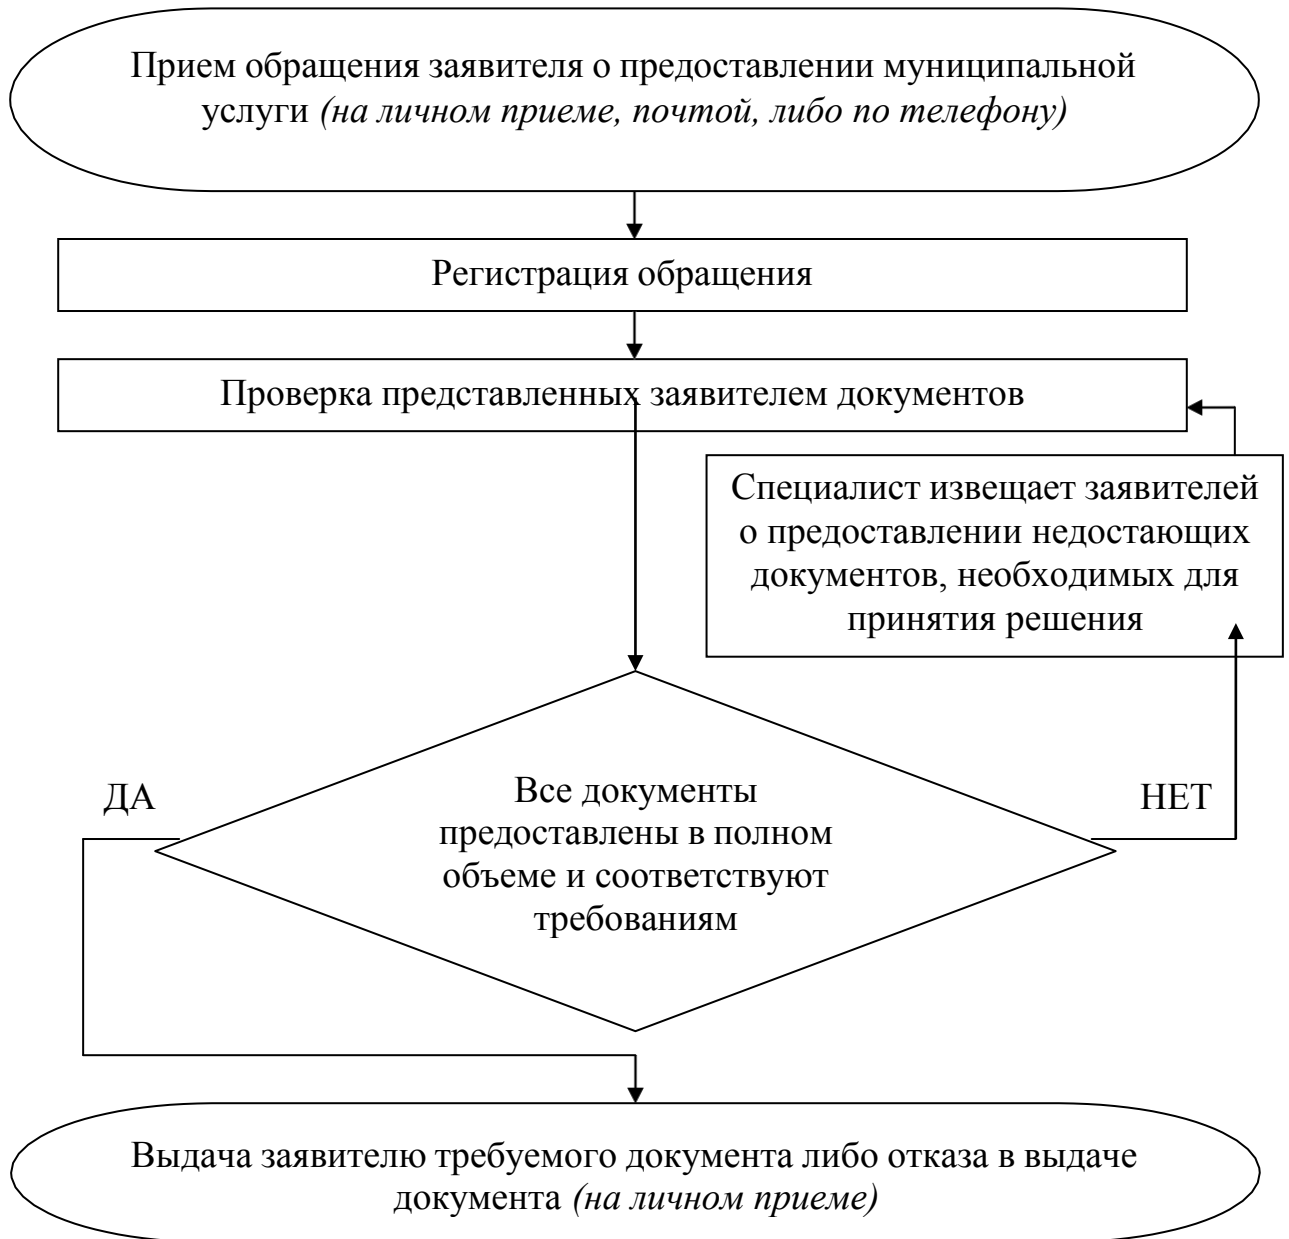 Прием обращения заявителя о предоставлении муниципальной
услуги (на личном приеме, почтой, либо по телефону)
Регистрация обращения
Проверка представленных заявителем документов
Специалист извещает заявителей
о предоставлении недостающих
документов, необходимых для
принятия решения
ДА
НЕТ
Все документы
предоставлены в полном
объеме и соответствуют
требованиям
Выдача заявителю требуемого документа либо отказа в выдаче
документа (на личном приеме)